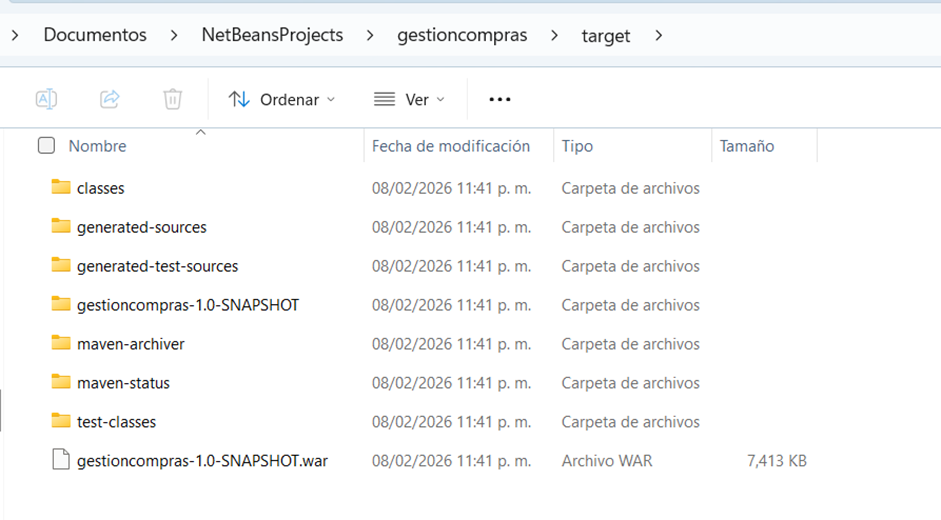 Documentos NetBeansProjects gestioncompras target
Ordenar Ver
Nombre Fecha de modificación Tipo Tamaño
classes 08/02/2026 11:41 p. m. Carpeta de archivos
generated-sources 08/02/2026 11:41 p. m. Carpeta de archivos
generated-test-sources 08/02/2026 11:41 p. m. Carpeta de archivos
gestioncompras-1.0-SNAPSHOT 08/02/2026 11:41 p. m. Carpeta de archivos
maven-archiver 08/02/2026 11:41 p. m. Carpeta de archivos
maven-status 08/02/2026 11:41 p. m. Carpeta de archivos
test-classes 08/02/2026 11:41 p. m. Carpeta de archivos
gestioncompras-1.0-SNAPSHOT.war 08/02/2026 11:41 p. m. Archivo WAR 7,413 KB